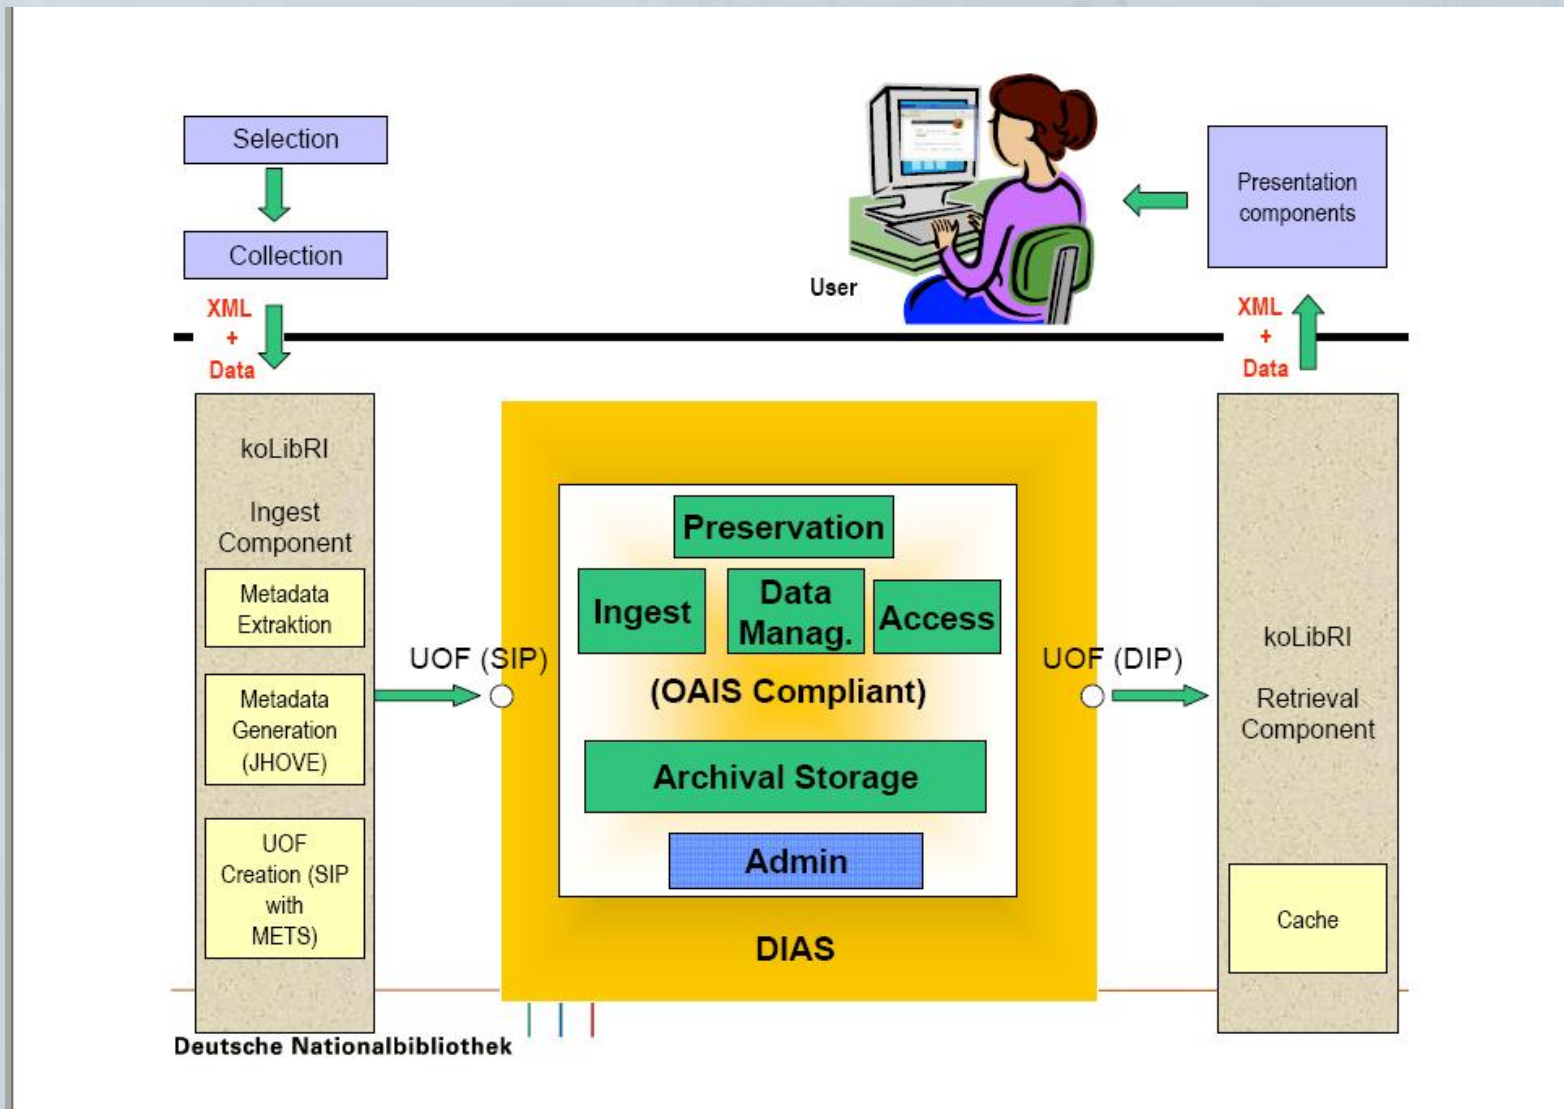 Selection
Collection
XML
+
Data
User
Presentation
components
XML
+
Data
koLibRI
Ingest
Component
Metadata
Extraktion
Metadata
Generation
(JHOVE)
UOF
Creation (SIP
with
METS)
UOF (SIP)
Preservation
Ingest
Data
Manag.
Access
(OAIS Compliant)
Archival Storage
Admin
DIAS
UOF (DIP)
koLibRI
Retrieval
Component
Cache
Deutsche Nationalbibliothek